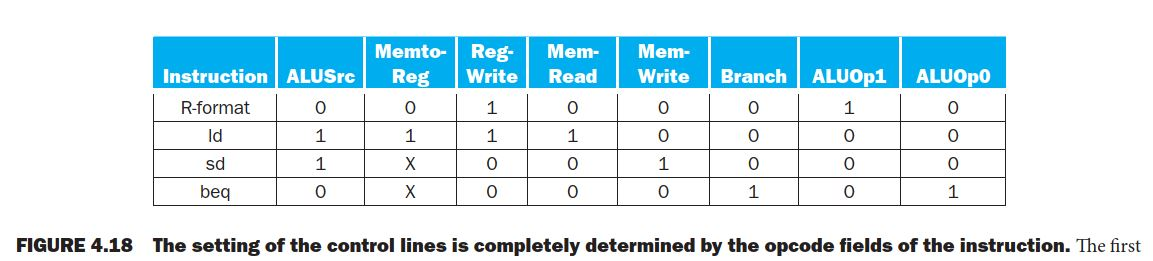 Instruction ALUSrc Memto-Reg Reg-Write Mem-Read Mem-Write Branch ALUOp1 ALUOp0
R-format 0 0 1 0 0 0 1 0
ld 1 1 1 1 0 0 0 0
sd 1 X 0 0 1 0 0 0
beq 0 X 0 0 0 1 0 1
FIGURE 4.18 The setting of the control lines is completely determined by the opcode fields of the instruction. The first